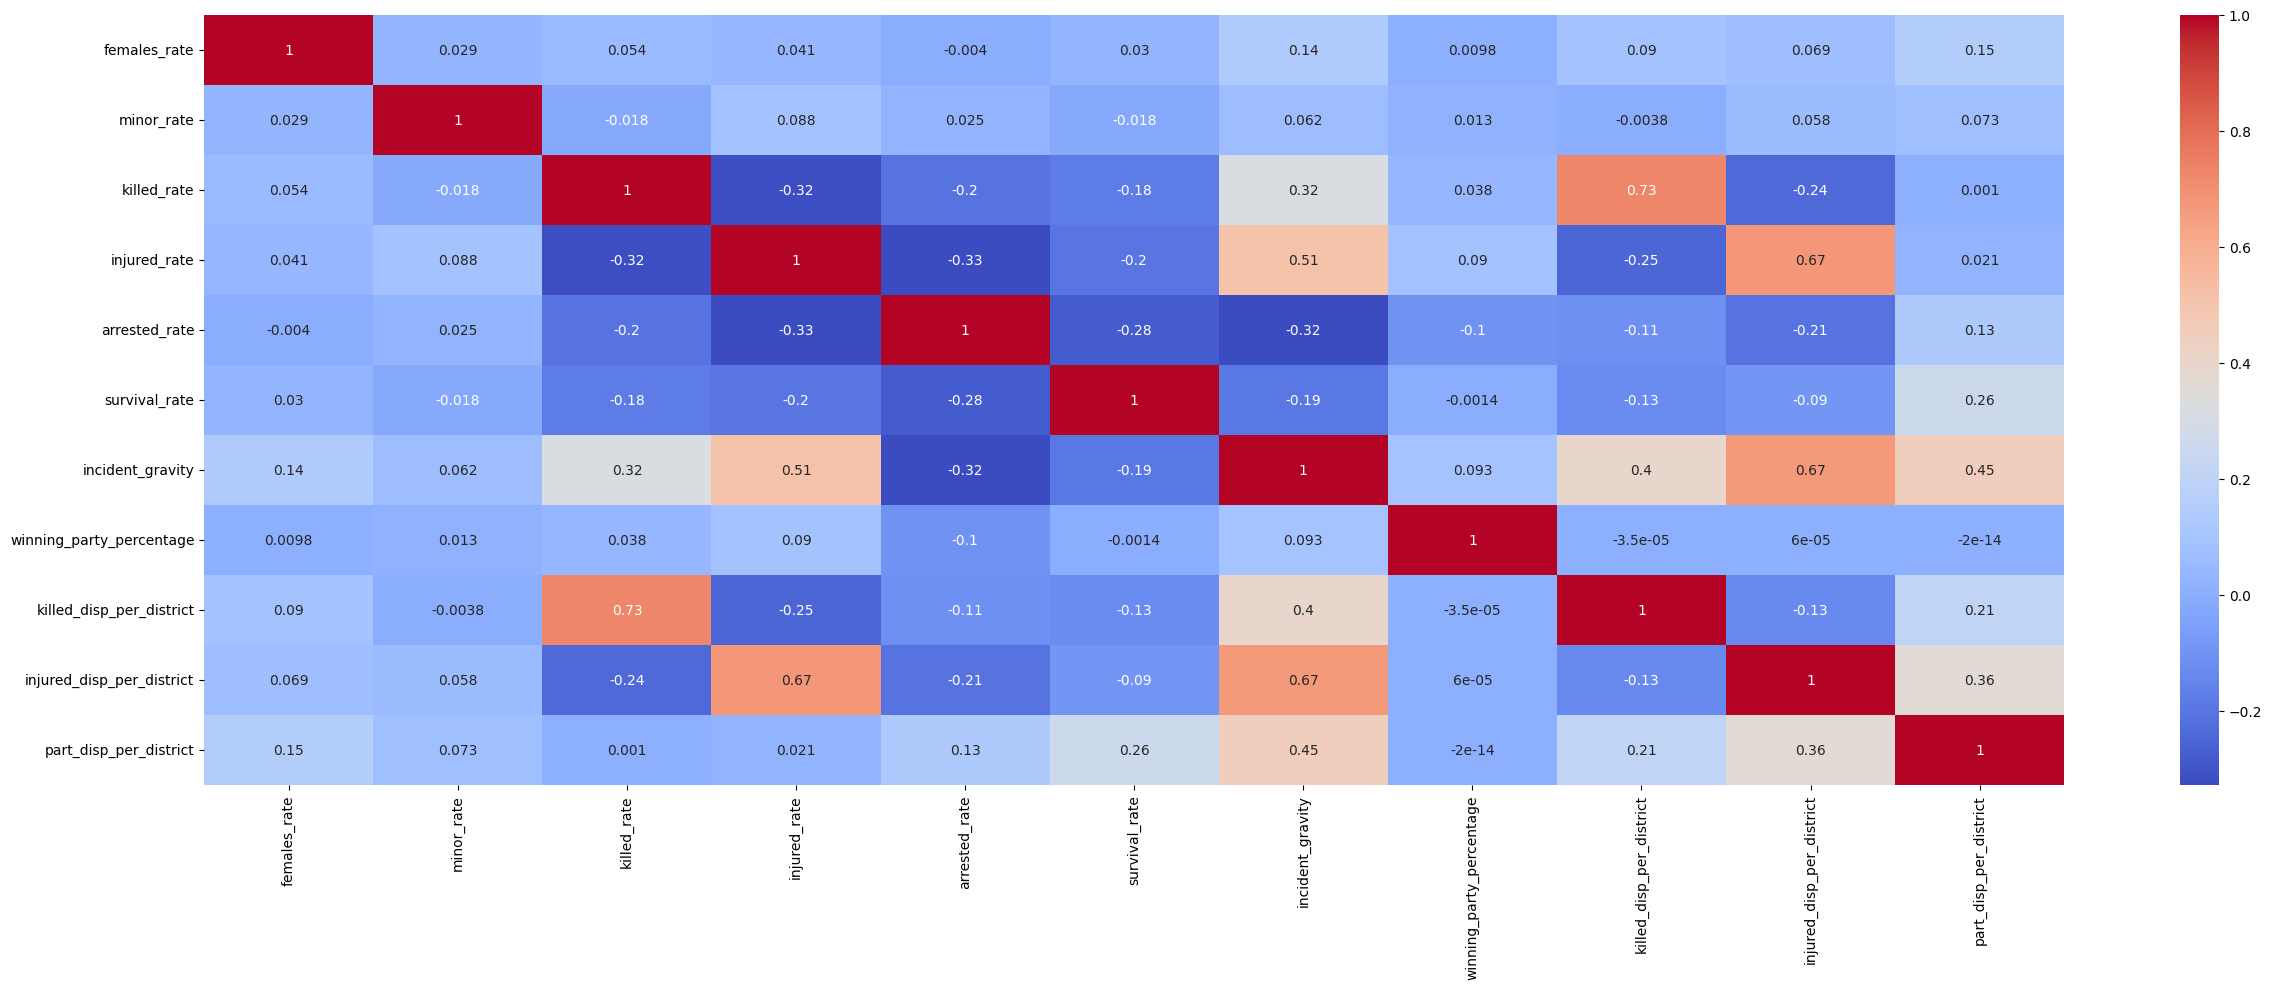 females_rate 1 0.029 0.054 0.041 -0.004 0.03 0.14 0.0098 0.09 0.069 0.15
minor_rate 0.029 1 -0.018 0.088 0.025 -0.018 0.062 0.013 -0.0038 0.058 0.073
killed_rate 0.054 -0.018 1 -0.32 -0.2 -0.18 0.32 0.038 0.73 -0.24 0.001
injured_rate 0.041 0.088 -0.32 1 -0.33 -0.2 0.51 0.09 -0.25 0.67 0.021
arrested_rate -0.004 0.025 -0.2 -0.33 1 -0.28 -0.32 -0.1 -0.11 -0.21 0.13
survival_rate 0.03 -0.018 -0.18 -0.2 -0.28 1 -0.19 -0.0014 -0.13 -0.09 0.26
incident_gravity 0.14 0.062 0.32 0.51 -0.32 -0.19 1 0.093 0.4 0.67 0.45
winning_party_percentage 0.0098 0.013 0.038 0.09 -0.1 -0.0014 0.093 1 -3.5e-05 6e-05 -2e-14
killed_disp_per_district 0.09 -0.0038 0.73 -0.25 -0.11 -0.13 0.4 -3.5e-05 1 -0.13 0.21
injured_disp_per_district 0.069 0.058 -0.24 0.67 -0.21 -0.09 0.67 6e-05 -0.13 1 0.36
part_disp_per_district 0.15 0.073 0.001 0.021 0.13 0.26 0.45 -2e-14 0.21 0.36 1
females_rate
minor_rate
killed_rate
injured_rate
arrested_rate
survival_rate
incident_gravity
winning_party_percentage
killed_disp_per_district
injured_disp_per_district
part_disp_per_district
1.0
0.8
0.6
0.4
0.2
0.0
−0.2